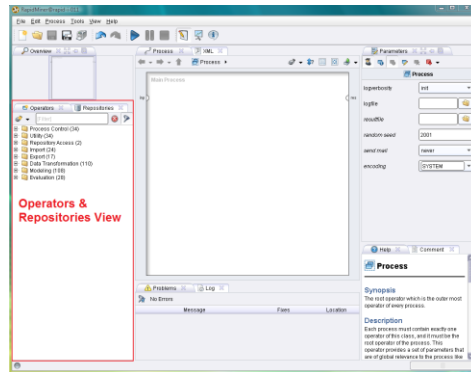 File Edit Process Tools View Help
Overview
Process
XML
Parameters
Process
Main Process
Process
logverbosity
init
logfile
resultfile
random seed
2001
send mail
never
encoding
SYSTEM
Operators
Repositories
Process Control (34)
Utility (34)
Repository Access (2)
Import (24)
Export (17)
Data Transformation (110)
Modeling (108)
Evaluation (28)
Operators &
Repositories View
Problems
Log
No Errors
Message
Fixes
Location
Help
Comment
Process
Synopsis
The root operator which is the outer most
operator of every process.
Description
Each process must contain exactly one
operator of this class, and it must be the
root operator of the process. This
operator provides a set of parameters that
are of global relevance to the process like